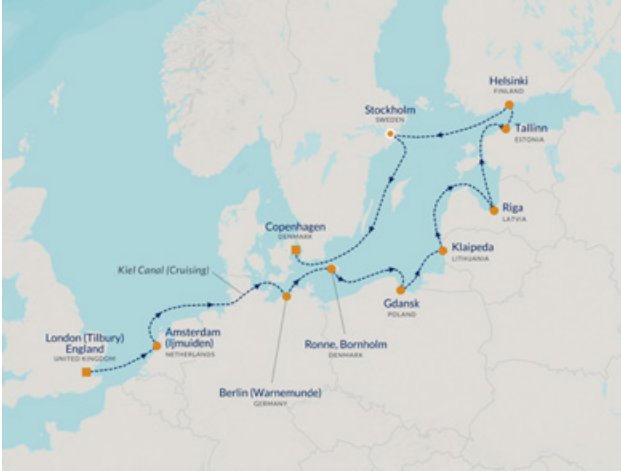 Helsinki
FINLAND
Stockholm
SWEDEN
Tallinn
ESTONIA
Riga
LATVIA
Copenhagen
DENMARK
Klaipeda
LITHUANIA
Kiel Canal (Cruising)
Gdansk
POLAND
London (Tilbury)
England
UNITED KINGDOM
Amsterdam
(Ijmuiden)
NETHERLANDS
Ronne, Bornholm
DENMARK
Berlin (Warnemunde)
GERMANY